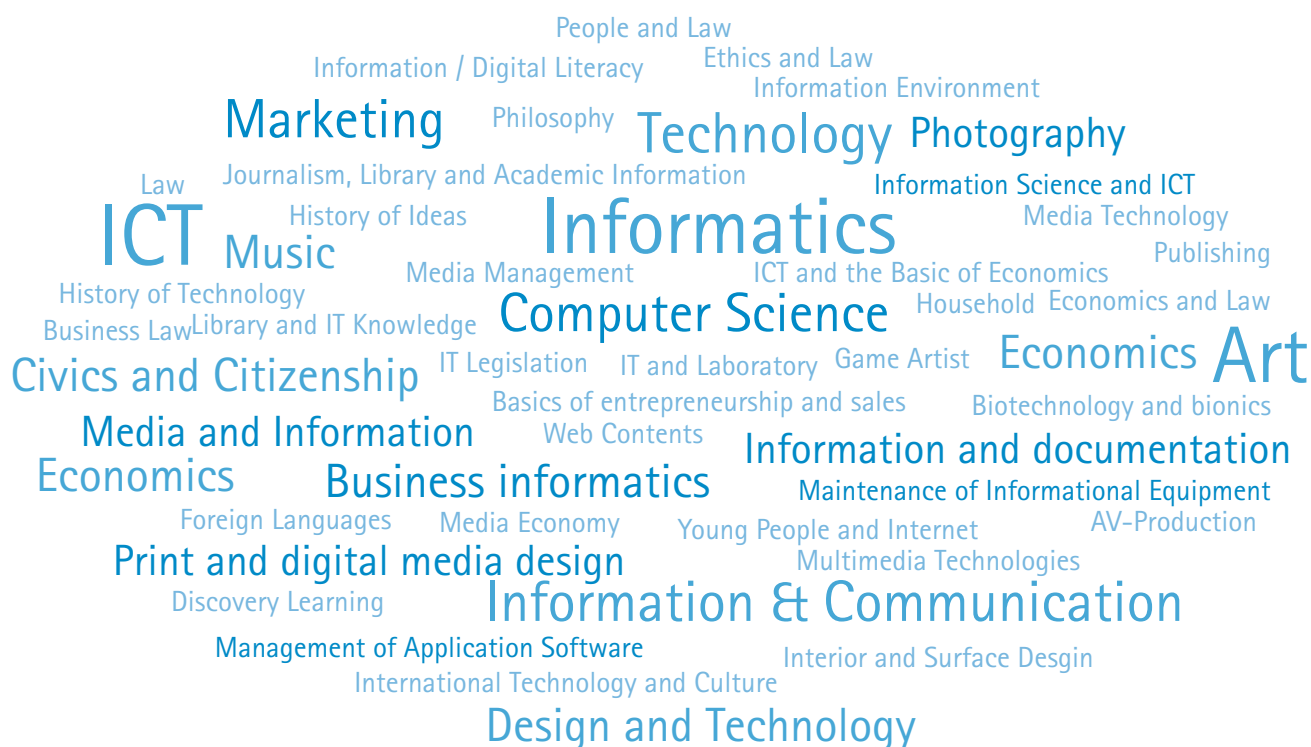 People and Law
Ethics and Law
Information / Digital Literacy
Information Environment
Marketing
Philosophy
Technology
Photography
Journalism, Library and Academic Information
Law
Information Science and ICT
ICT
History of Ideas
Informatics
Media Technology
Music
Publishing
Media Management
ICT and the Basic of Economics
History of Technology
Computer Science
Household
Economics and Law
Business Law
Library and IT Knowledge
Civics and Citizenship
IT Legislation
IT and Laboratory
Game Artist
Economics
Art
Basics of entrepreneurship and sales
Biotechnology and bionics
Media and Information
Web Contents
Information and documentation
Economics
Business informatics
Maintenance of Informational Equipment
Foreign Languages
Media Economy
Young People and Internet
AV-Production
Print and digital media design
Multimedia Technologies
Discovery Learning
Information & Communication
Management of Application Software
Interior and Surface Desgin
International Technology and Culture
Design and Technology